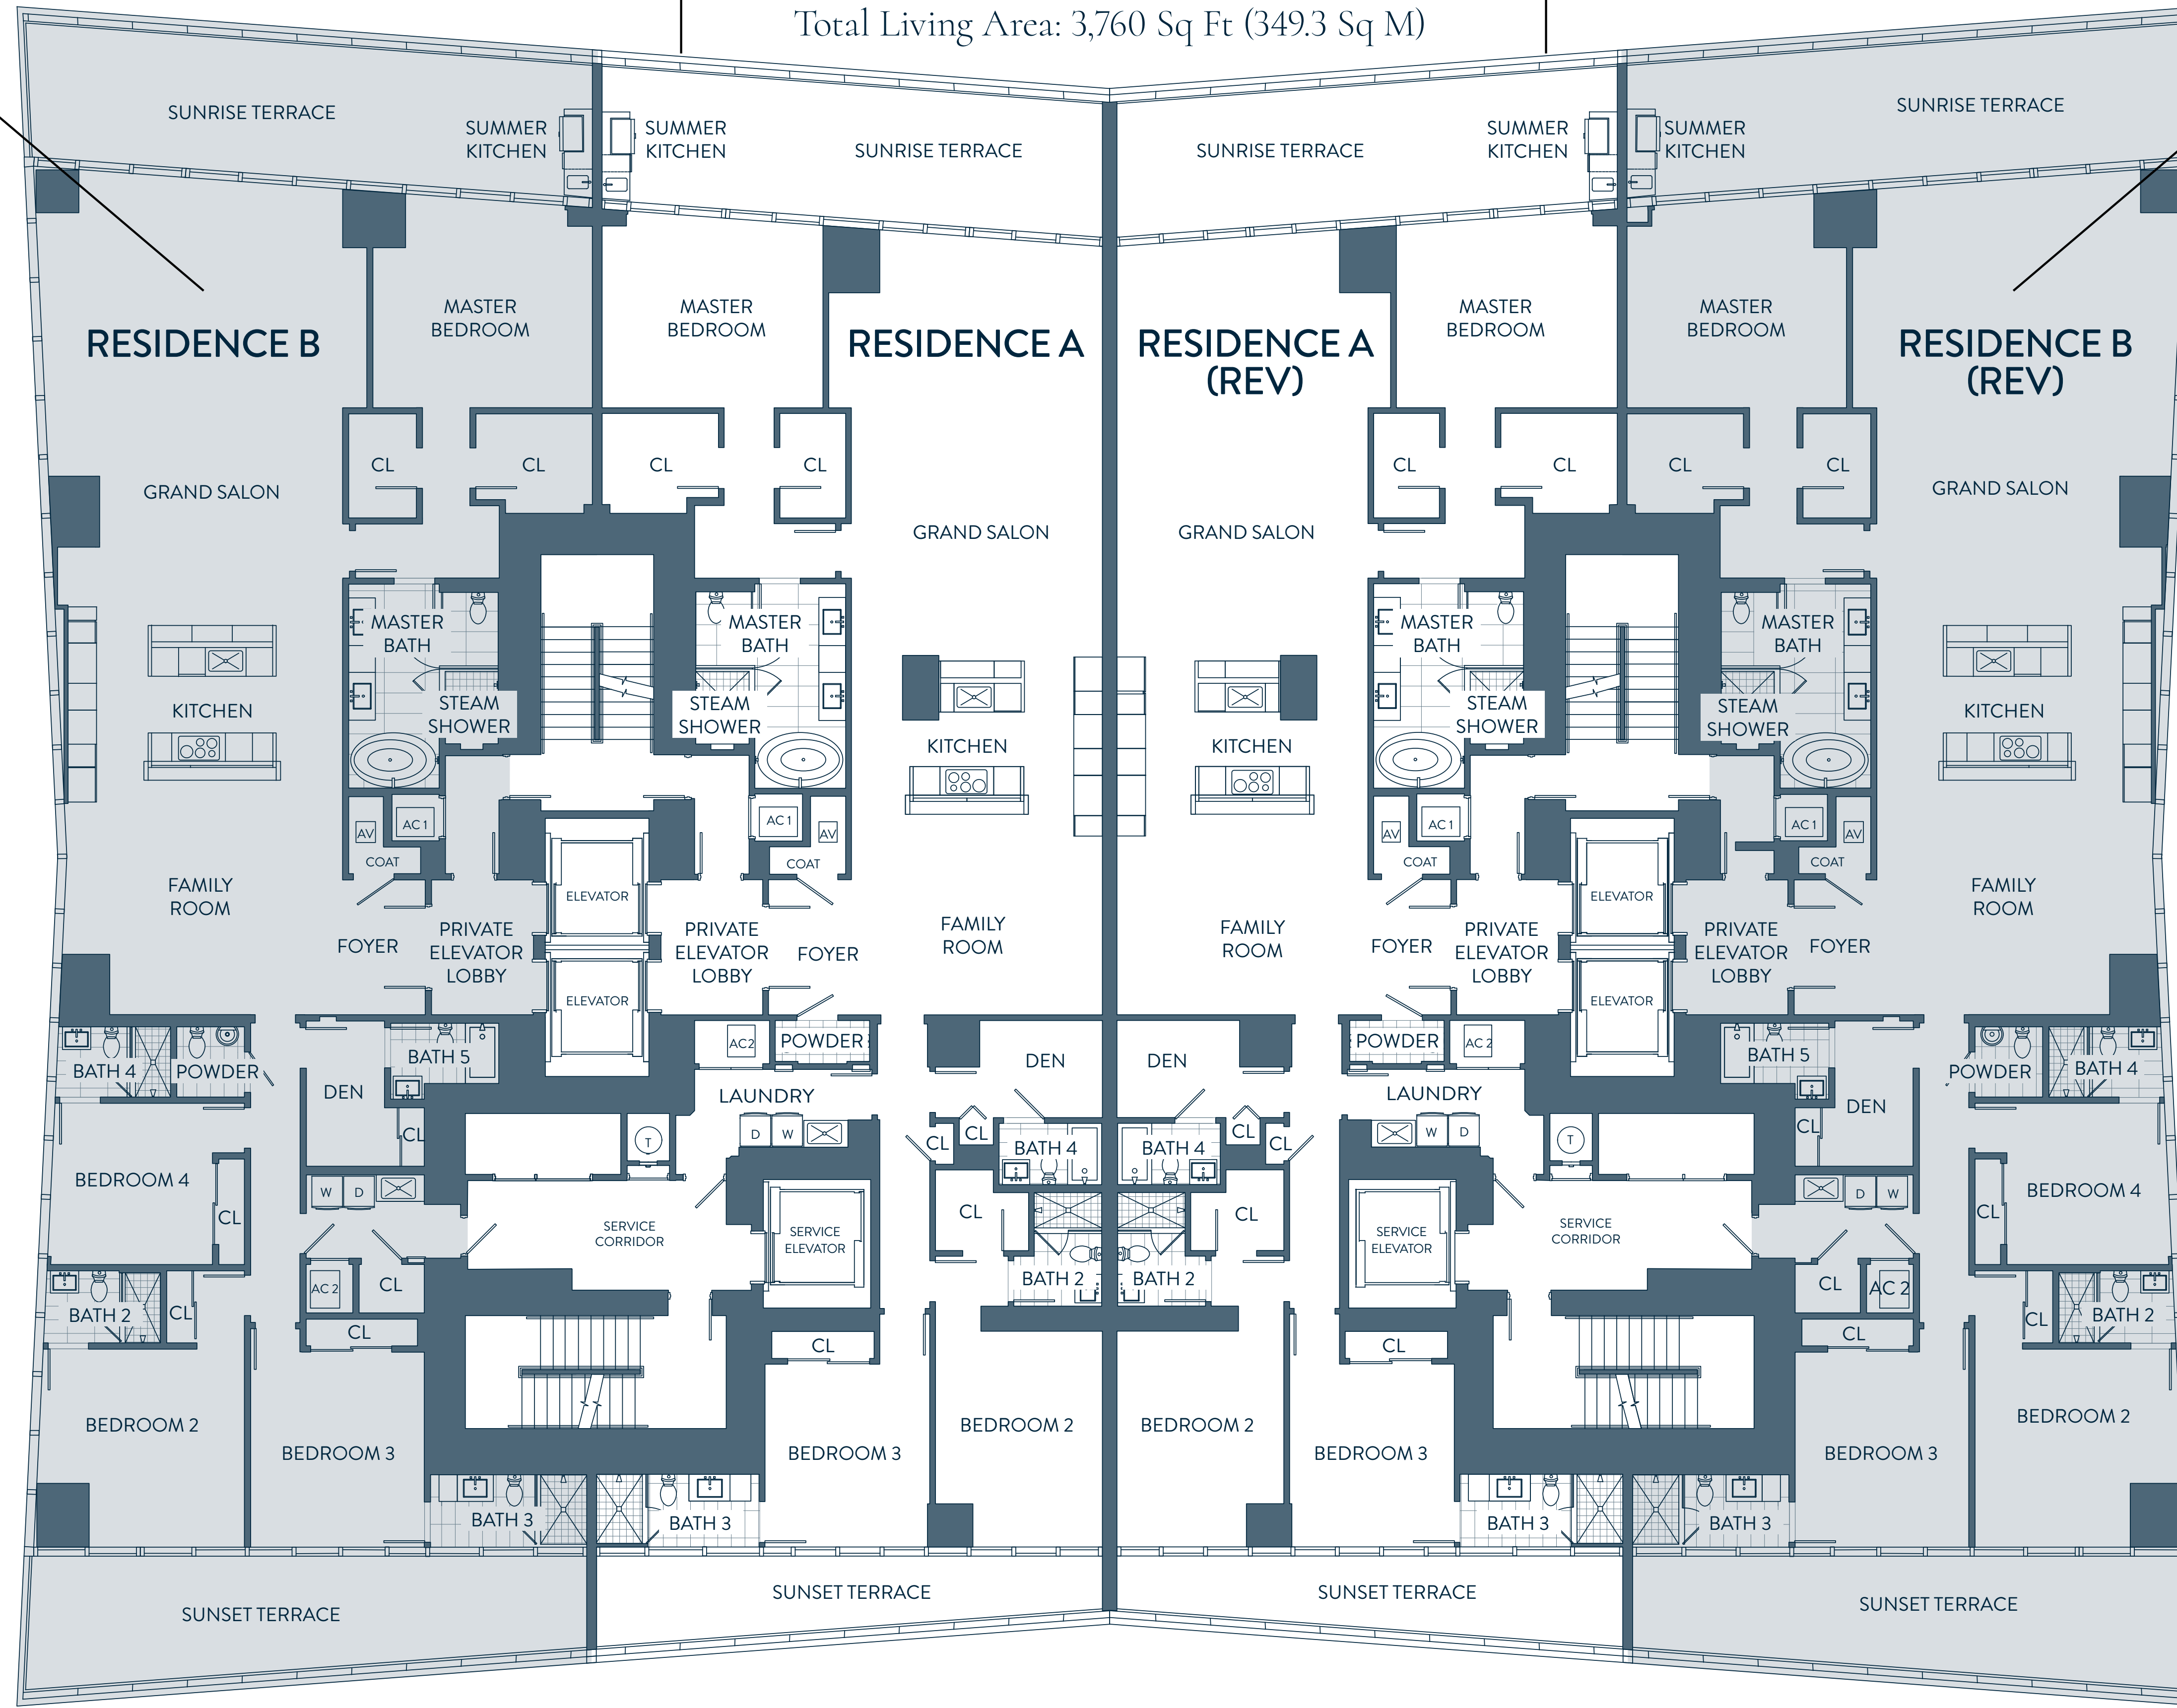 Total Living Area: 3,760 Sq Ft (349.3 Sq M)
SUNRISE TERRACE
SUMMER
KITCHEN
SUMMER
KITCHEN
SUNRISE TERRACE
SUNRISE TERRACE
SUMMER
KITCHEN
SUMMER
KITCHEN
SUNRISE TERRACE
RESIDENCE B
MASTER
BEDROOM
MASTER
BEDROOM
RESIDENCE A
RESIDENCE A
(REV)
MASTER
BEDROOM
MASTER
BEDROOM
RESIDENCE B
(REV)
CL
CL
CL
CL
CL
CL
CL
CL
GRAND SALON
GRAND SALON
GRAND SALON
GRAND SALON
MASTER
BATH
MASTER
BATH
MASTER
BATH
MASTER
BATH
STEAM
SHOWER
STEAM
SHOWER
STEAM
SHOWER
STEAM
SHOWER
KITCHEN
KITCHEN
KITCHEN
KITCHEN
AV
AC 1
AC 1
AV
AV
AC 1
AC 1
AV
COAT
COAT
COAT
COAT
FAMILY
ROOM
ELEVATOR
FAMILY
ROOM
FAMILY
ROOM
ELEVATOR
FAMILY
ROOM
FOYER
PRIVATE
ELEVATOR
LOBBY
PRIVATE
ELEVATOR
LOBBY
FOYER
FOYER
PRIVATE
ELEVATOR
LOBBY
PRIVATE
ELEVATOR
LOBBY
FOYER
ELEVATOR
ELEVATOR
BATH 4
POWDER
BATH 5
DEN
AC2
POWDER
DEN
DEN
POWDER
AC 2
BATH 5
DEN
POWDER
BATH 4
LAUNDRY
LAUNDRY
CL
T
D
W
CL
CL
BATH 4
BATH 4
CL
CL
W
D
T
CL
BEDROOM 4
W
D
CL
CL
D
W
BEDROOM 4
CL
SERVICE
CORRIDOR
SERVICE
ELEVATOR
SERVICE
ELEVATOR
SERVICE
CORRIDOR
CL
BATH 2
CL
AC 2
CL
BATH 2
BATH 2
CL
AC 2
CL
BATH 2
CL
CL
CL
CL
BEDROOM 2
BEDROOM 3
BEDROOM 3
BEDROOM 2
BEDROOM 2
BEDROOM 3
BEDROOM 3
BEDROOM 2
BATH 3
BATH 3
BATH 3
BATH 3
SUNSET TERRACE
SUNSET TERRACE
SUNSET TERRACE
SUNSET TERRACE